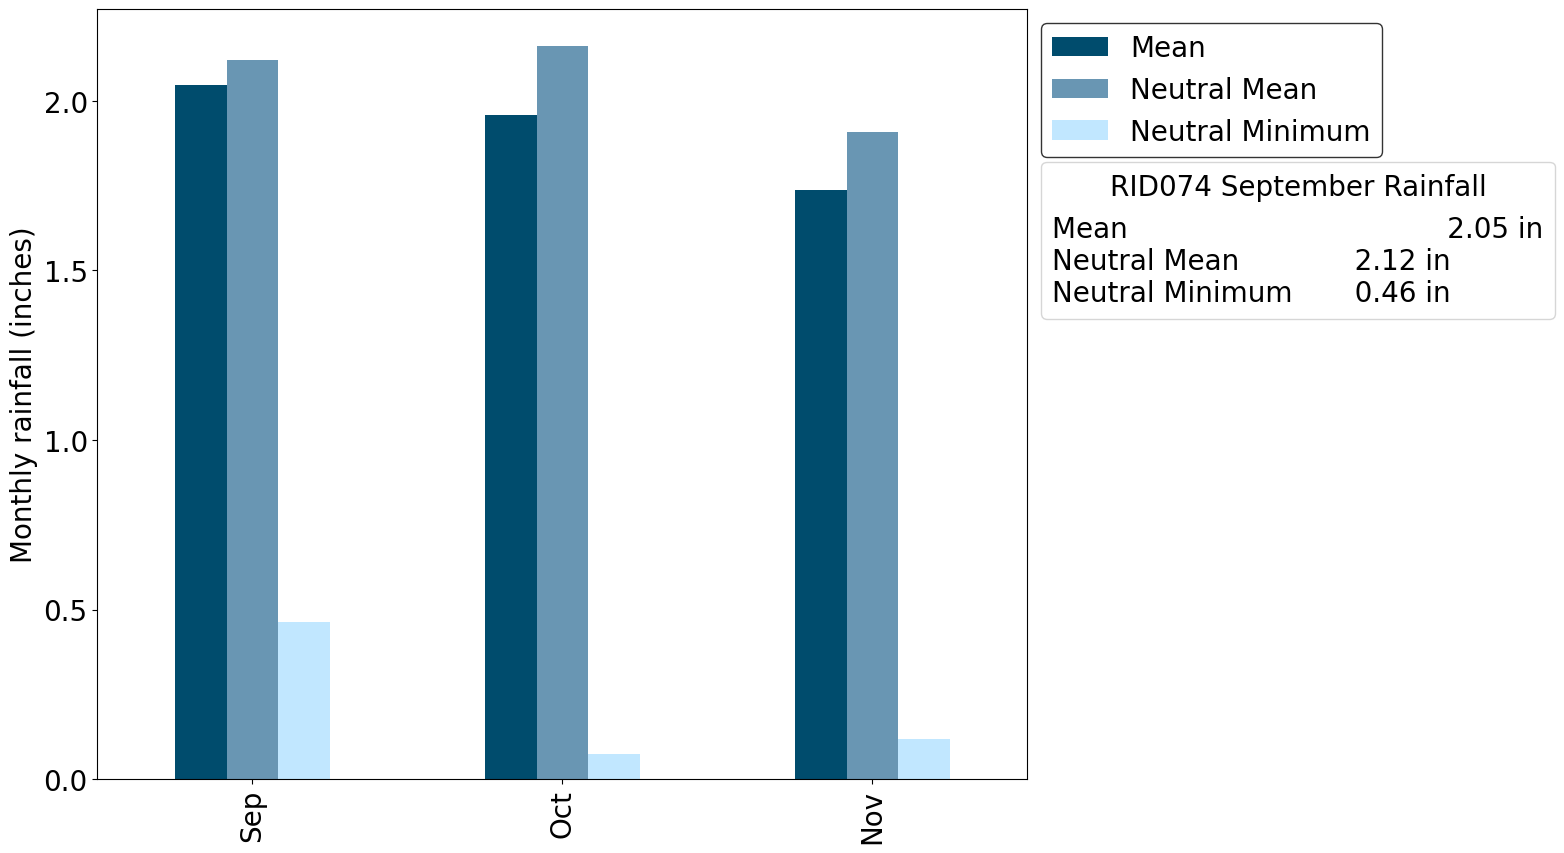 Monthly rainfall (inches)
2.0
1.5
1.0
0.5
0.0
Sep
Oct
Nov
Mean
Neutral Mean
Neutral Minimum
RID074 September Rainfall
Mean 2.05 in
Neutral Mean 2.12 in
Neutral Minimum 0.46 in